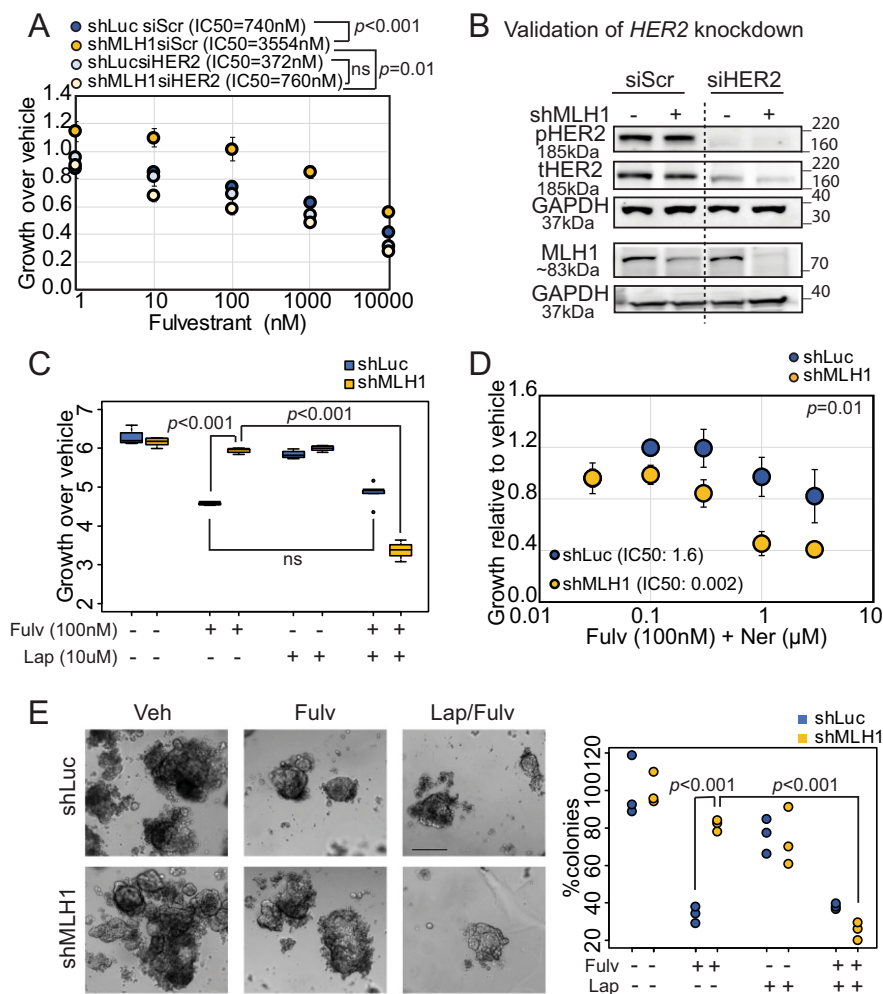 A
shLuc siScr (IC50=740nM)
p<0.001
shMLH1siScr (IC50=3554nM)
shLucsiHER2 (IC50=372nM)
ns
p=0.01
shMLH1siHER2 (IC50=760nM)
Growth over vehicle
1.4
1.2
1.0
0.8
0.6
0.4
0.2
0.0
1 10 100 1000 10000
Fulvestrant (nM)
B Validation of HER2 knockdown
siScr siHER2
shMLH1 - + - +
pHER2
185kDa
220
160
tHER2
185kDa
220
160
GAPDH
37kDa
40
30
MLH1
~83kDa
70
GAPDH
37kDa
40
C
shLuc
shMLH1
Growth over vehicle
7
6
5
4
3
2
p<0.001
p<0.001
ns
Fulv (100nM) - - + + - - + +
Lap (10uM) - - - - + + + +
D
shLuc
shMLH1
p=0.01
Growth relative to vehicle
1.6
1.2
0.8
0.4
0.0
shLuc (IC50: 1.6)
shMLH1 (IC50: 0.002)
0.01 0.1 1 10
Fulv (100nM) + Ner (µM)
E
Veh Fulv Lap/Fulv
shLuc
shMLH1
shLuc
shMLH1
%colonies
120
100
80
60
40
20
p<0.001
p<0.001
Fulv - - + + - - + +
Lap - - - - + + + +